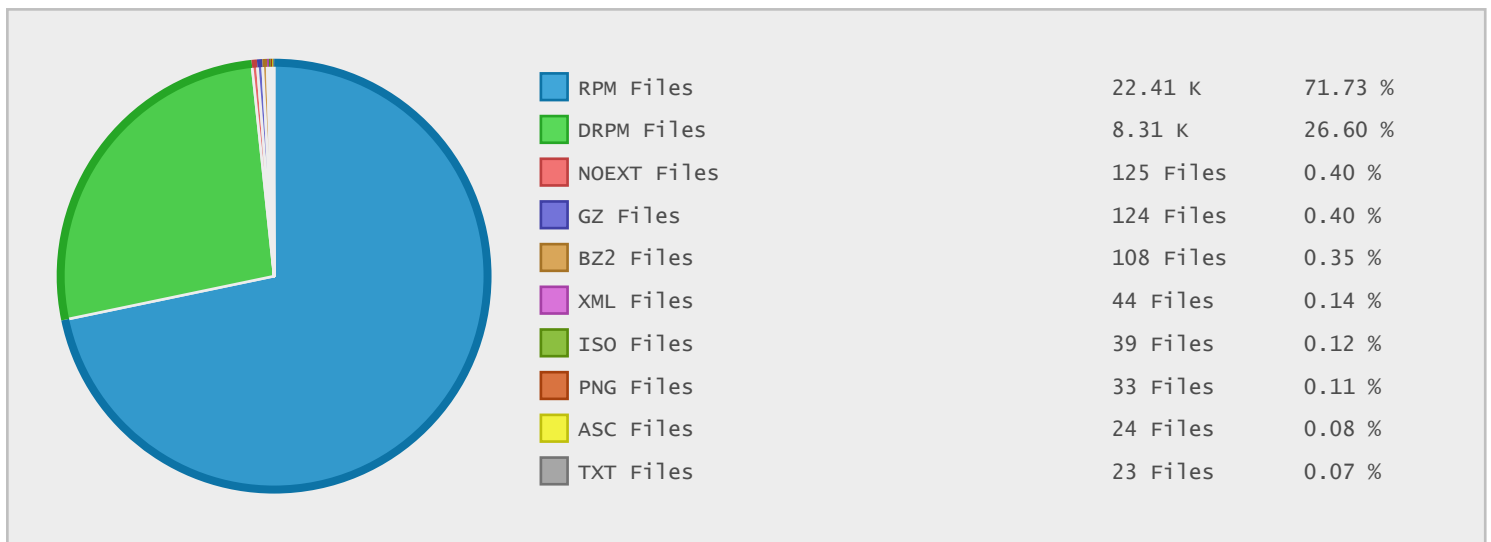 RPM Files 22.41 K 71.73 %
DRPM Files 8.31 K 26.60 %
NOEXT Files 125 Files 0.40 %
GZ Files 124 Files 0.40 %
BZ2 Files 108 Files 0.35 %
XML Files 44 Files 0.14 %
ISO Files 39 Files 0.12 %
PNG Files 33 Files 0.11 %
ASC Files 24 Files 0.08 %
TXT Files 23 Files 0.07 %